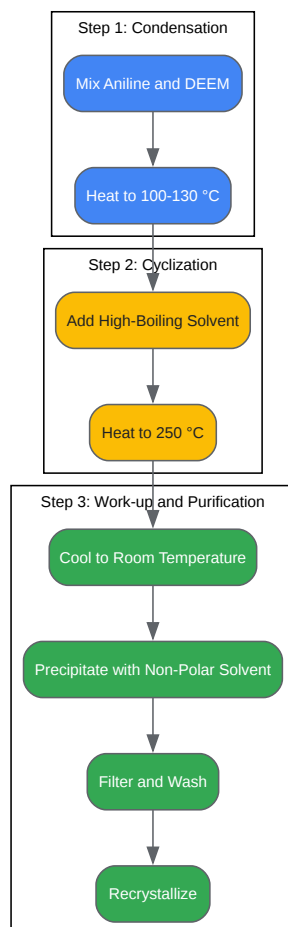 Step 1: Condensation
Mix Aniline and DEEM
Heat to 100-130 °C
Step 2: Cyclization
Add High-Boiling Solvent
Heat to 250 °C
Step 3: Work-up and Purification
Cool to Room Temperature
Precipitate with Non-Polar Solvent
Filter and Wash
Recrystallize